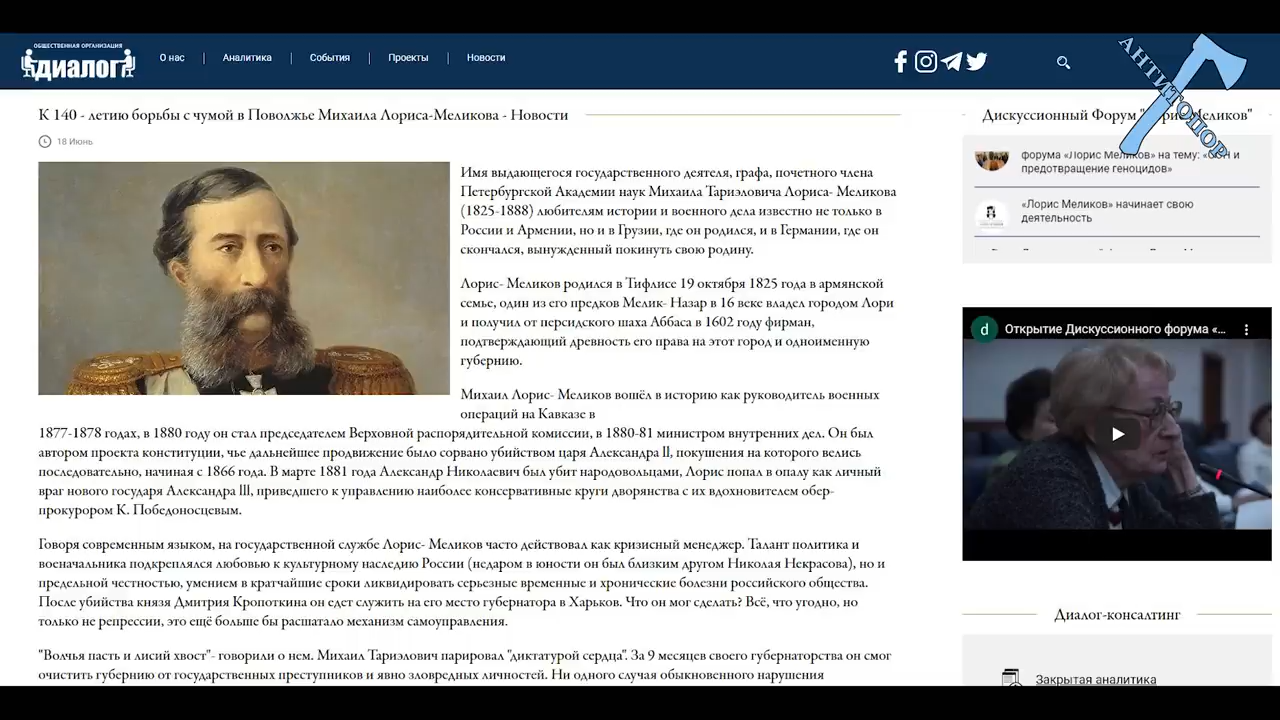 ОБЩЕСТВЕННАЯ ОРГАНИЗАЦИЯ
ДИАЛОГ
О нас
Аналитика
События
Проекты
Новости
АНТИТОПОР
К 140 - летию борьбы с чумой в Поволжье Михаила Лориса-Меликова - Новости
18 Июнь
Имя выдающегося государственного деятеля, графа, почетного члена
Петербургской Академии наук Михаила Тариэловича Лориса- Меликова
(1825-1888) любителям истории и военного дела известно не только в
России и Армении, но и в Грузии, где он родился, и в Германии, где он
скончался, вынужденный покинуть свою родину.
Лорис- Меликов родился в Тифлисе 19 октября 1825 года в армянской
семье, один из его предков Мелик- Назар в 16 веке владел городом Лори
и получил от персидского шаха Аббаса в 1602 году фирман,
подтверждающий древность его права на этот город и одноименную
губернию.
Михаил Лорис- Меликов вошёл в историю как руководитель военных
операций на Кавказе в
1877-1878 годах, в 1880 году он стал председателем Верховной распорядительной комиссии, в 1880-81 министром внутренних дел. Он был
автором проекта конституции, чье дальнейшее продвижение было сорвано убийством царя Александра II, покушения на которого велись
последовательно, начиная с 1866 года. В марте 1881 года Александр Николаевич был убит народовольцами, Лорис попал в опалу как личный
враг нового государя Александра III, приведшего к управлению наиболее консервативные круги дворянства с их вдохновителем обер-
прокурором К. Победоносцевым.
Говоря современным языком, на государственной службе Лорис- Меликов часто действовал как кризисный менеджер. Талант политика и
военачальника подкреплялся любовью к культурному наследию России (недаром в юности он был близким другом Николая Некрасова), но и
предельной честностью, умением в кратчайшие сроки ликвидировать серьезные временные и хронические болезни российского общества.
После убийства князя Дмитрия Кропоткина он едет служить на его место губернатора в Харьков. Что он мог сделать? Всё, что угодно, но
только не репрессии, это ещё больше бы расшатало механизм самоуправления.
"Волчья пасть и лисий хвост"- говорили о нем. Михаил Тариэлович парировал "диктатурой сердца". За 9 месяцев своего губернаторства он смог
очистить губернию от государственных преступников и явно зловредных личностей. Ни одного случая обыкновенного нарушения
Дискуссионный Форум
форума «Лорис Меликов» на тему: «ООН и
предотвращение геноцидов»
«Лорис Меликов» начинает свою
деятельность
d Открытие Дискуссионного форума «...
Диалог-консалтинг
Закрытая аналитика